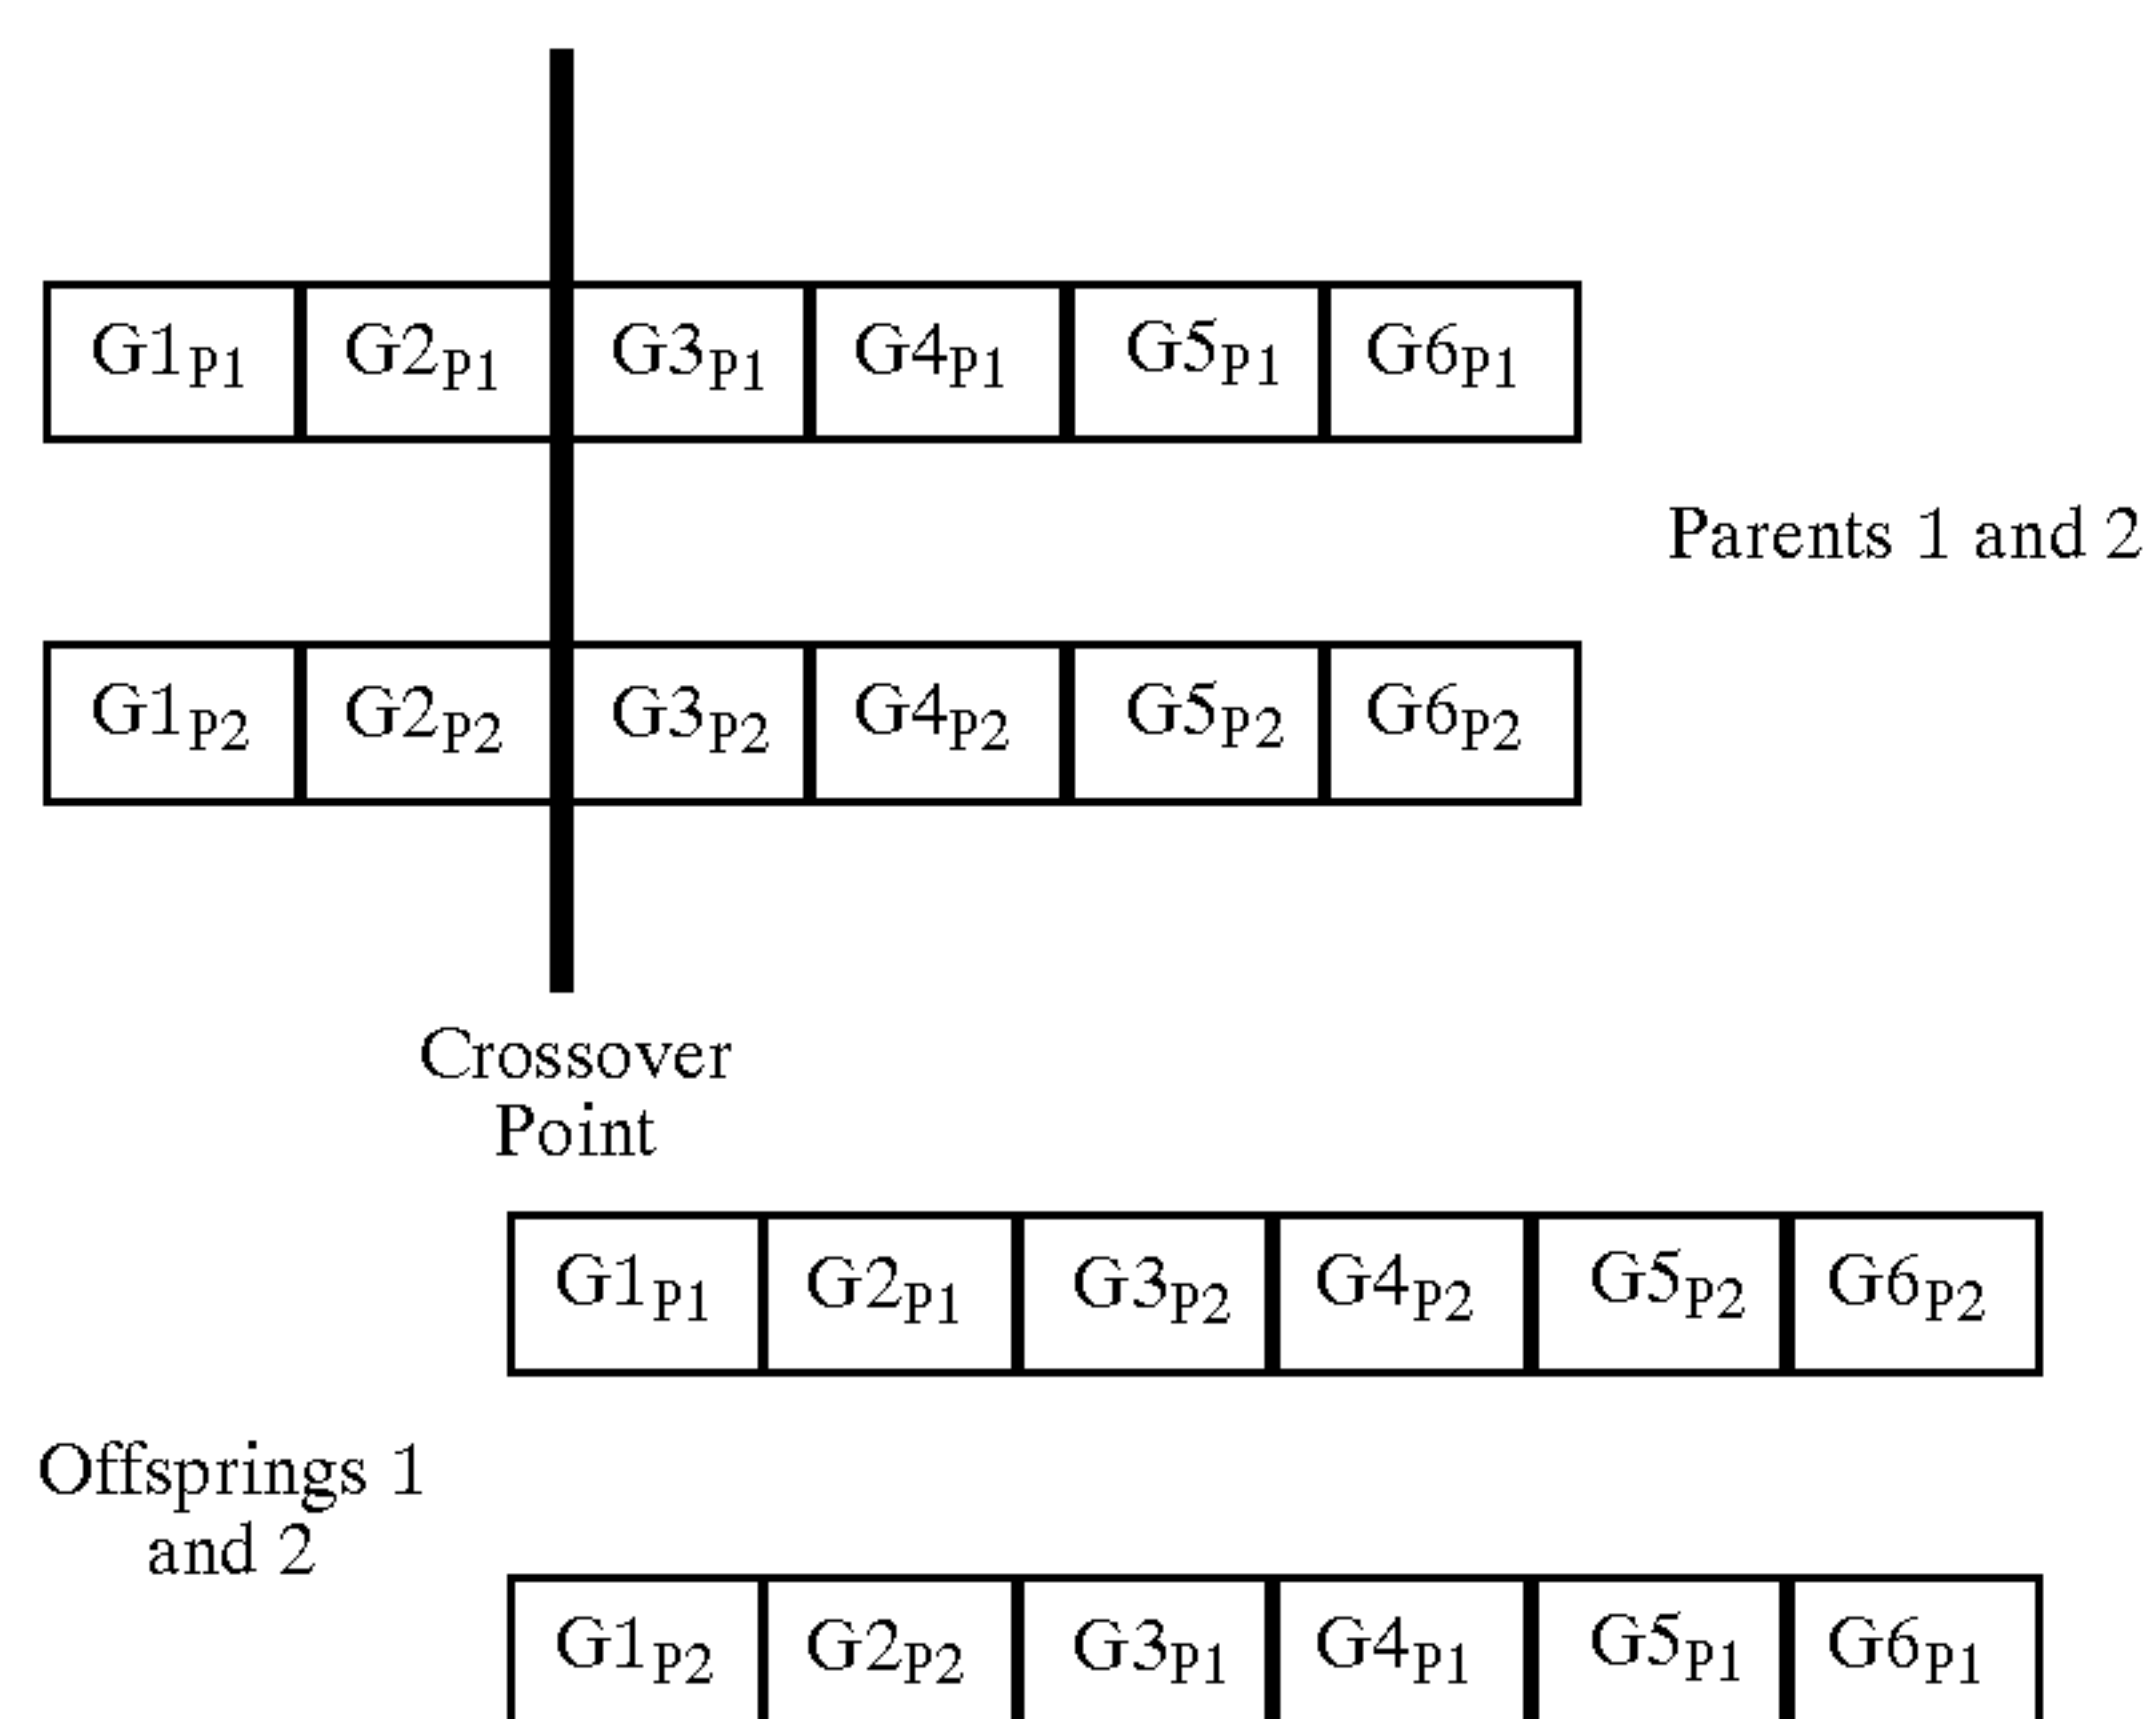 G1P1 G2P1 G3P1 G4P1 G5P1 G6P1
Parents 1 and 2
G1P2 G2P2 G3P2 G4P2 G5P2 G6P2
Crossover
Point
G1P1 G2P1 G3P2 G4P2 G5P2 G6P2
Offsprings 1
and 2
G1P2 G2P2 G3P1 G4P1 G5P1 G6P1